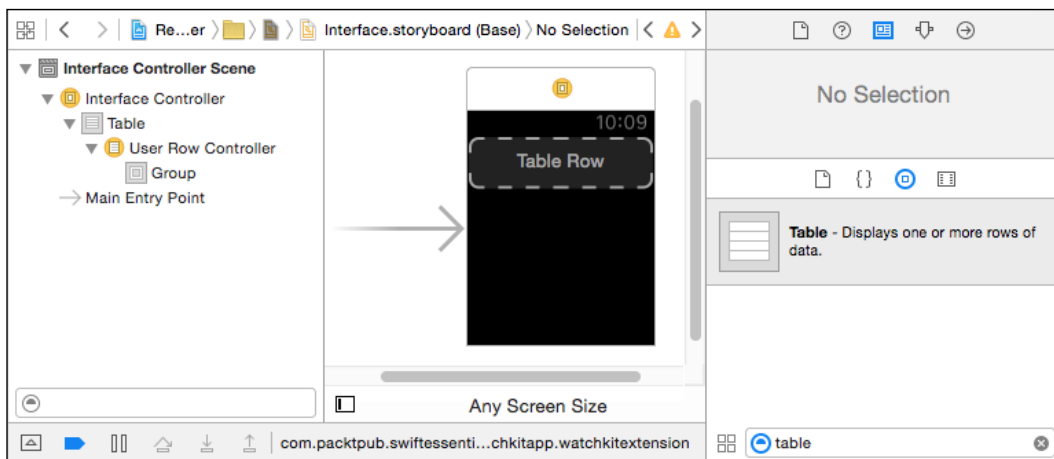 Re...er Interface.storyboard (Base) No Selection
Interface Controller Scene
Interface Controller
Table
User Row Controller
Group
Main Entry Point
10:09
Table Row
Any Screen Size
com.packtpub.swiftessenti...chkitapp.watchkitextension
No Selection
{}
Table - Displays one or more rows of
data.
table